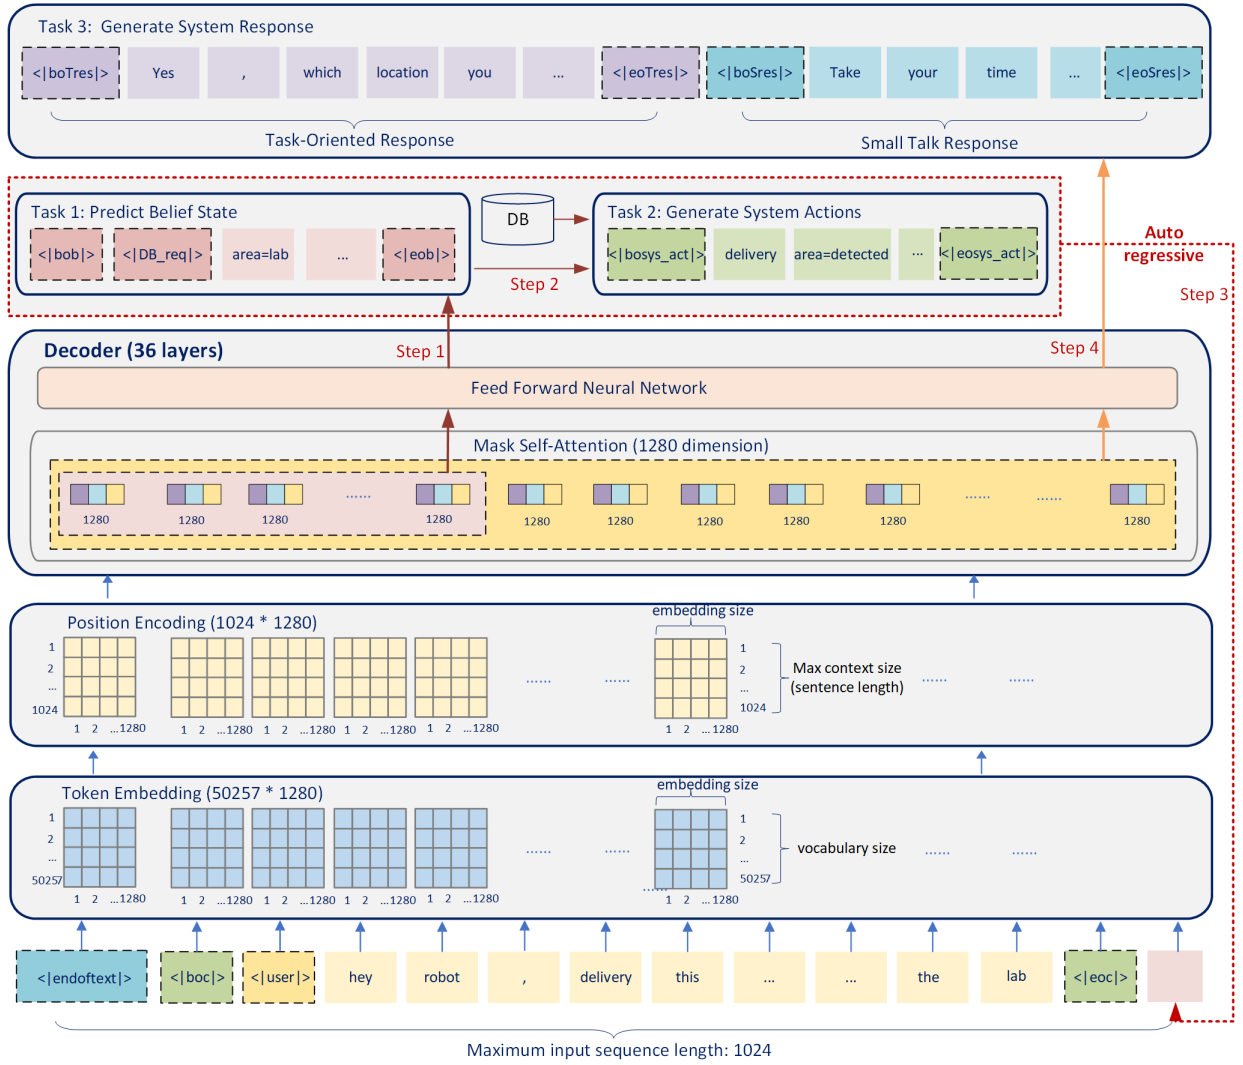 Task 3: Generate System Response
<|boTres|> Yes , which location you ... <|eoTres|> <|boSres|> Take your time ... <|eoSres|>
Task-Oriented Response
Small Talk Response
Task 1: Predict Belief State
<|bob|> <|DB_req|> area=lab ... <|eob|>
DB
Step 2
Task 2: Generate System Actions
<|bosys_act|> delivery area=detected ... <|eosys_act|>
Auto
regressive
Step 3
Decoder (36 layers)
Step 1
Step 4
Feed Forward Neural Network
Mask Self-Attention (1280 dimension)
......
...... ......
1280 1280 1280 1280 1280 1280 1280 1280 1280 1280
Position Encoding (1024 * 1280)
embedding size
1
2
...
1024
1 2 ...1280 1 2 ...1280 1 2 ...1280 1 2 ...1280 1 2 ...1280
...... ......
1
2
...
1024
1 2 ...1280
Max context size
(sentence length)
...... ......
Token Embedding (50257 * 1280)
embedding size
1
2
...
50257
1 2 ...1280 1 2 ...1280 1 2 ...1280 1 2 ...1280 1 2 ...1280
...... ......
......
1
2
...
50257
1 2 ...1280
vocabulary size
...... ......
<|endoftext|> <|boc|> <|user|> hey robot , delivery this ... ... the lab <|eoc|>
Maximum input sequence length: 1024